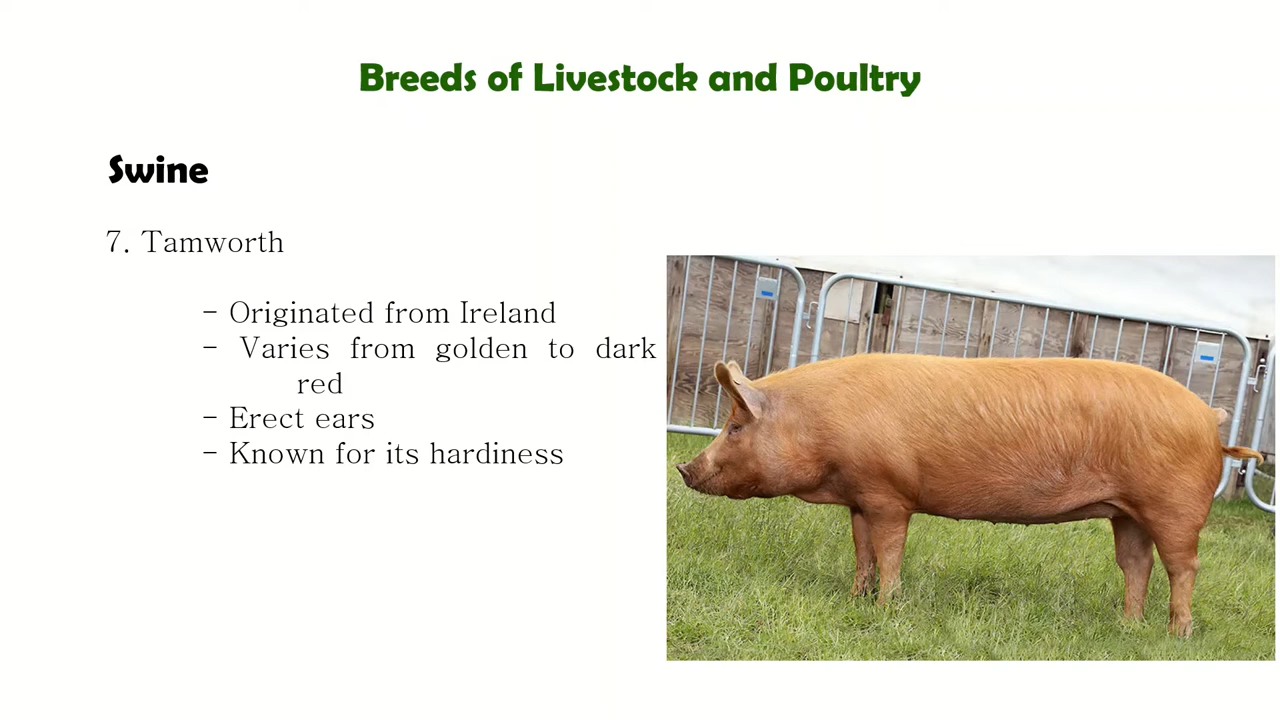 Breeds of Livestock and Poultry
Swine
7. Tamworth
- Originated from Ireland
- Varies from golden to dark
red
- Erect ears
- Known for its hardiness